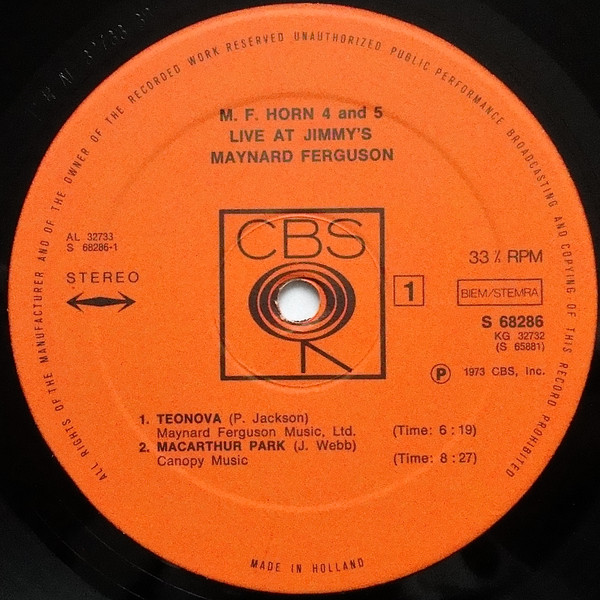 ALL RIGHTS OF THE MANUFACTURER AND OF THE OWNER OF THE RECORDED WORK RESERVED UNAUTHORIZED PUBLIC PERFORMANCE BROADCASTING AND COPYING OF THIS RECORD PROHIBITED
M. F. HORN 4 and 5
LIVE AT JIMMY'S
MAYNARD FERGUSON
AL 32733
S 68286-1
STEREO
CBS
1
33⅓ RPM
BIEM/STEMRA
S 68286
KG 32732
(S 65881)
Ⓟ 1973 CBS, Inc.
1. TEONOVA (P. Jackson)
Maynard Ferguson Music, Ltd. (Time: 6:19)
2. MACARTHUR PARK (J. Webb)
Canopy Music (Time: 8:27)
MADE IN HOLLAND